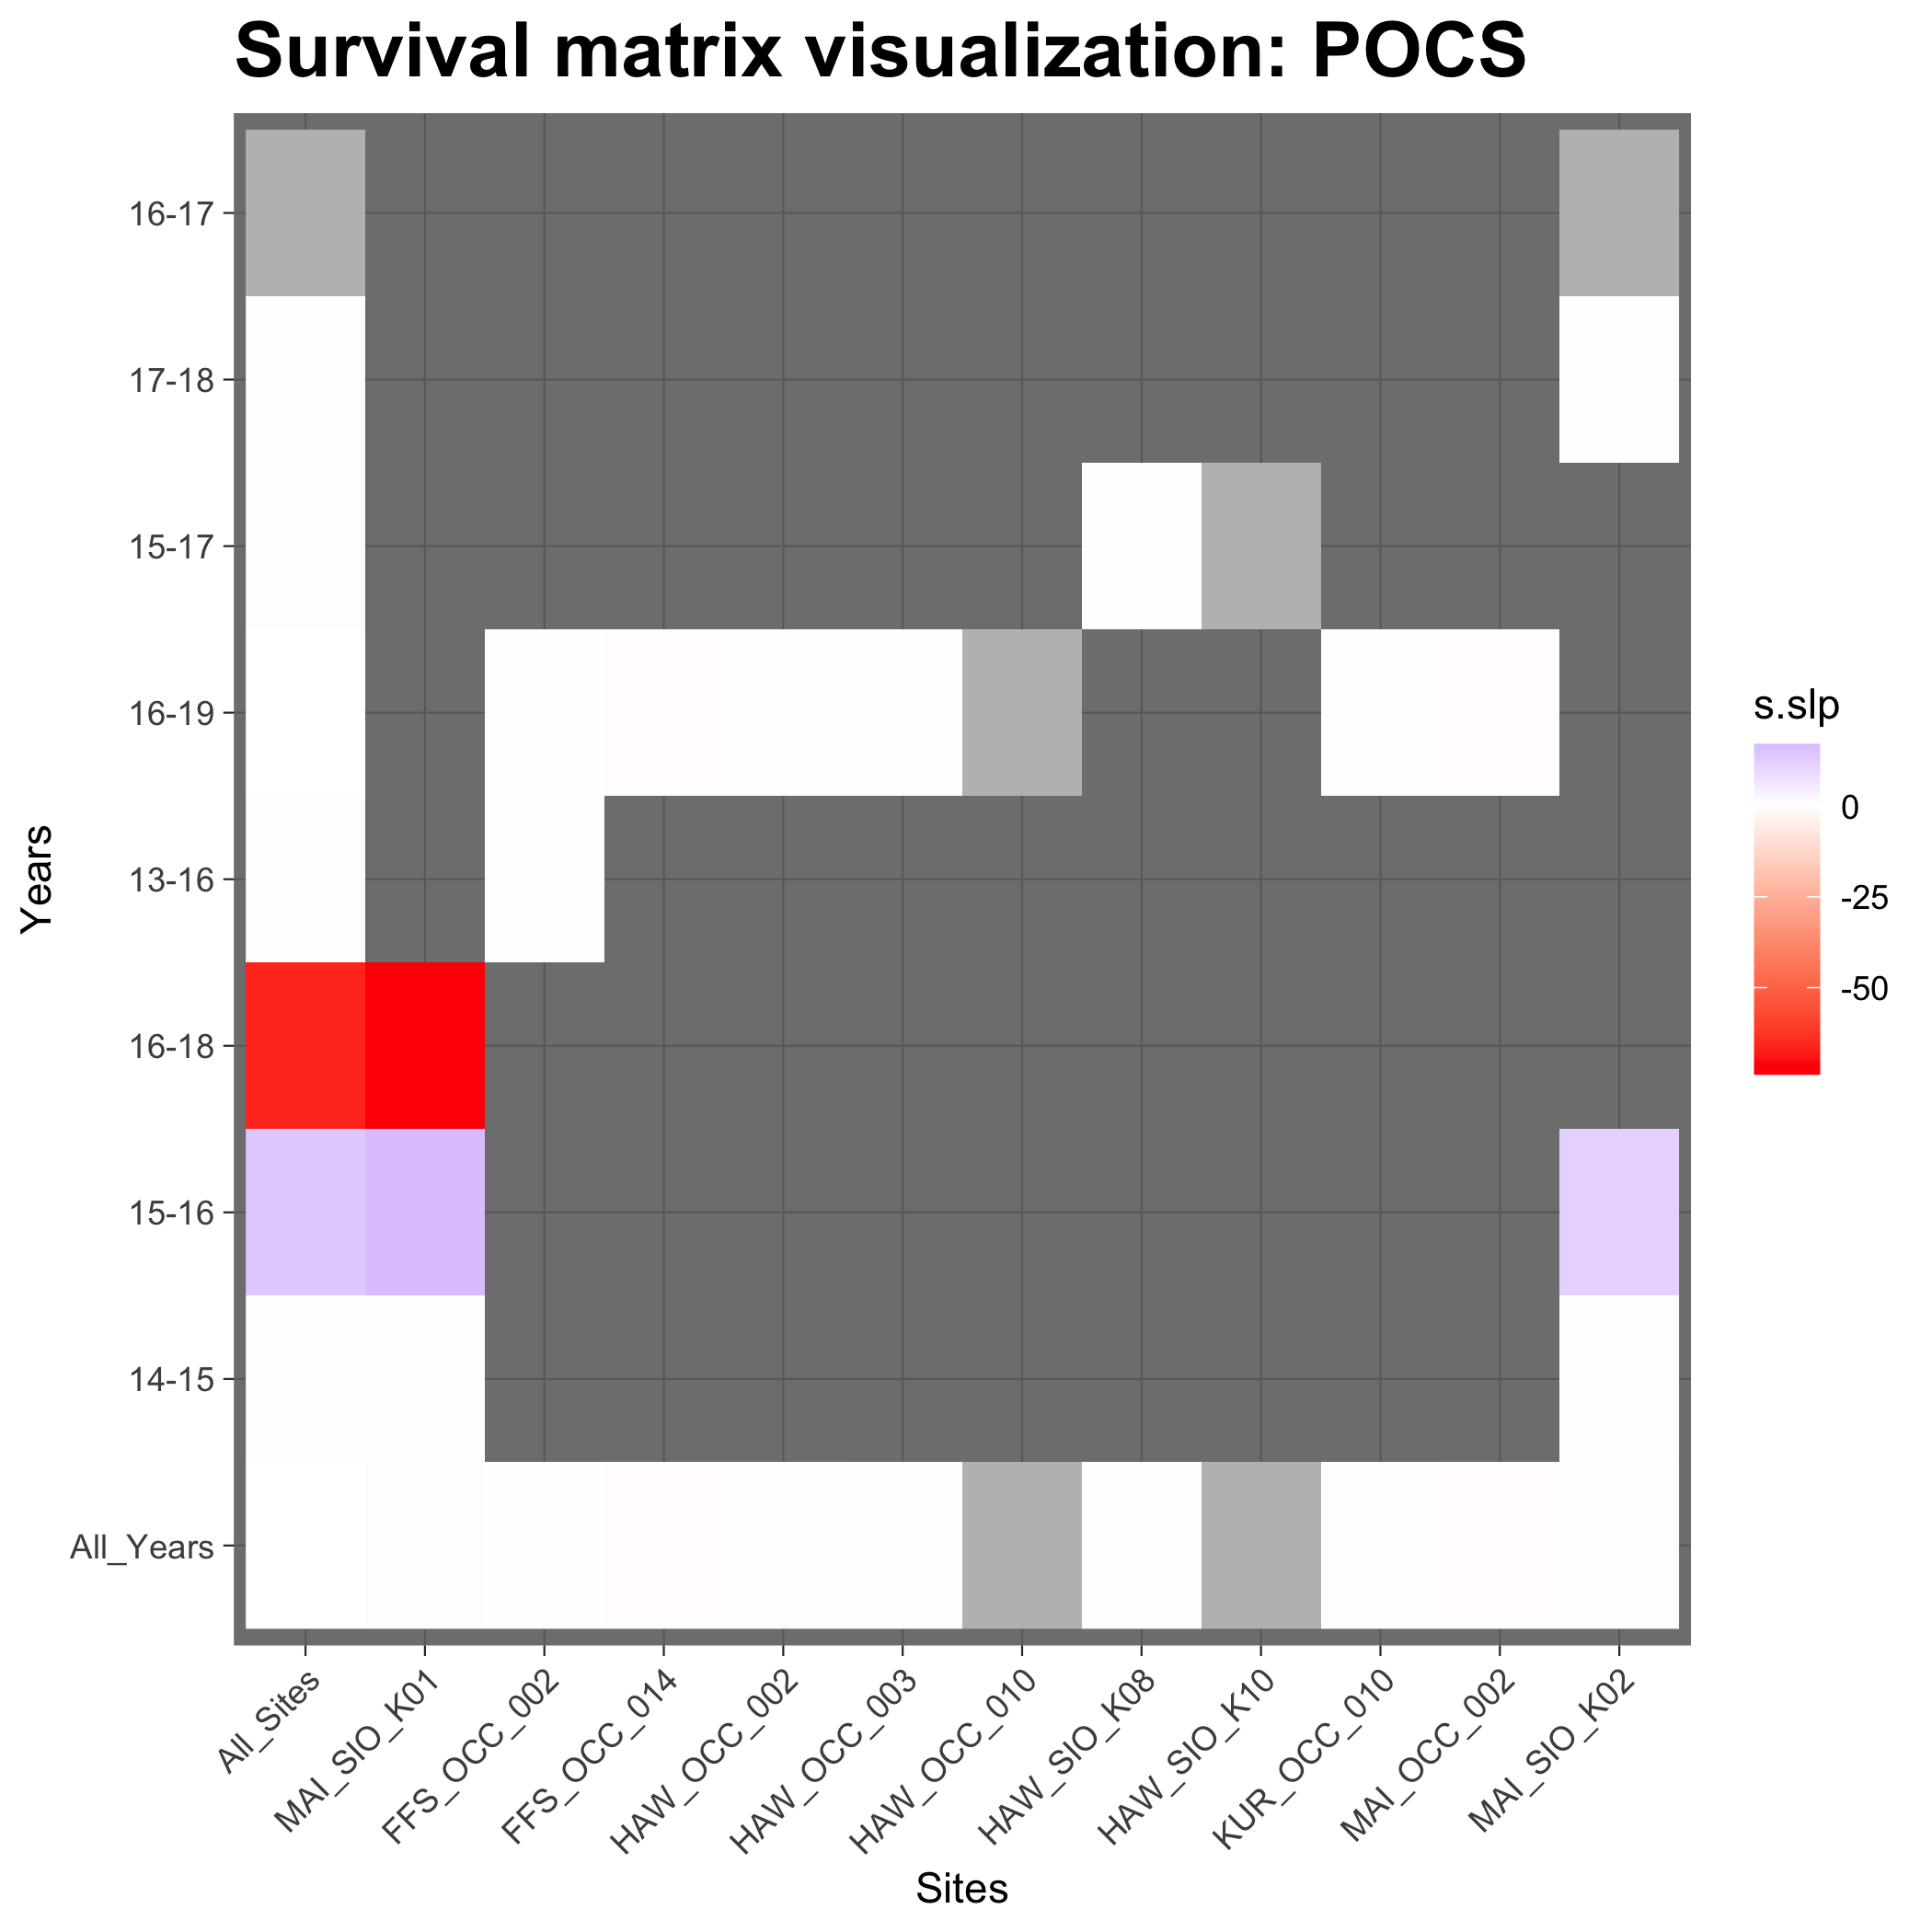 Survival matrix visualization: POCS
Years
16-17
17-18
15-17
16-19
13-16
16-18
15-16
14-15
All_Years
All_Sites
MAI_SIO_K01
FFS_OCC_002
FFS_OCC_014
HAW_OCC_002
HAW_OCC_003
HAW_OCC_010
HAW_SIO_K08
HAW_SIO_K10
KUR_OCC_010
MAI_OCC_002
MAI_SIO_K02
Sites
s.slp
0
-25
-50